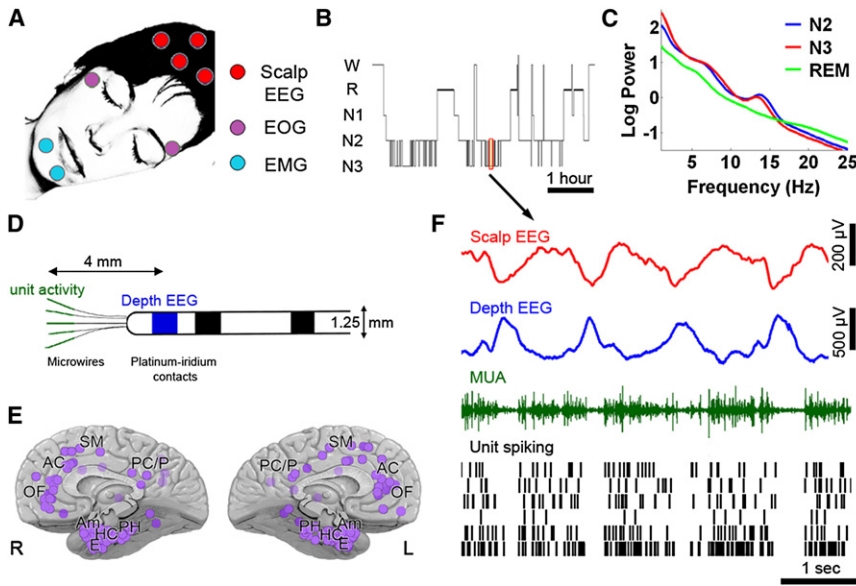 A
Scalp
EEG
EOG
EMG
B
W
R
N1
N2
N3
1 hour
C
Log Power
2
1
0
-1
N2
N3
REM
5 10 15 20 25
Frequency (Hz)
D
4 mm
unit activity
Depth EEG
1.25 mm
Microwires
Platinum-iridium
contacts
E
SM
AC
PC/P
OF
Am
HC
PH
E
R
SM
PC/P
AC
OF
PH
HC
Am
E
L
F
Scalp EEG
200 µV
Depth EEG
500 µV
MUA
Unit spiking
1 sec